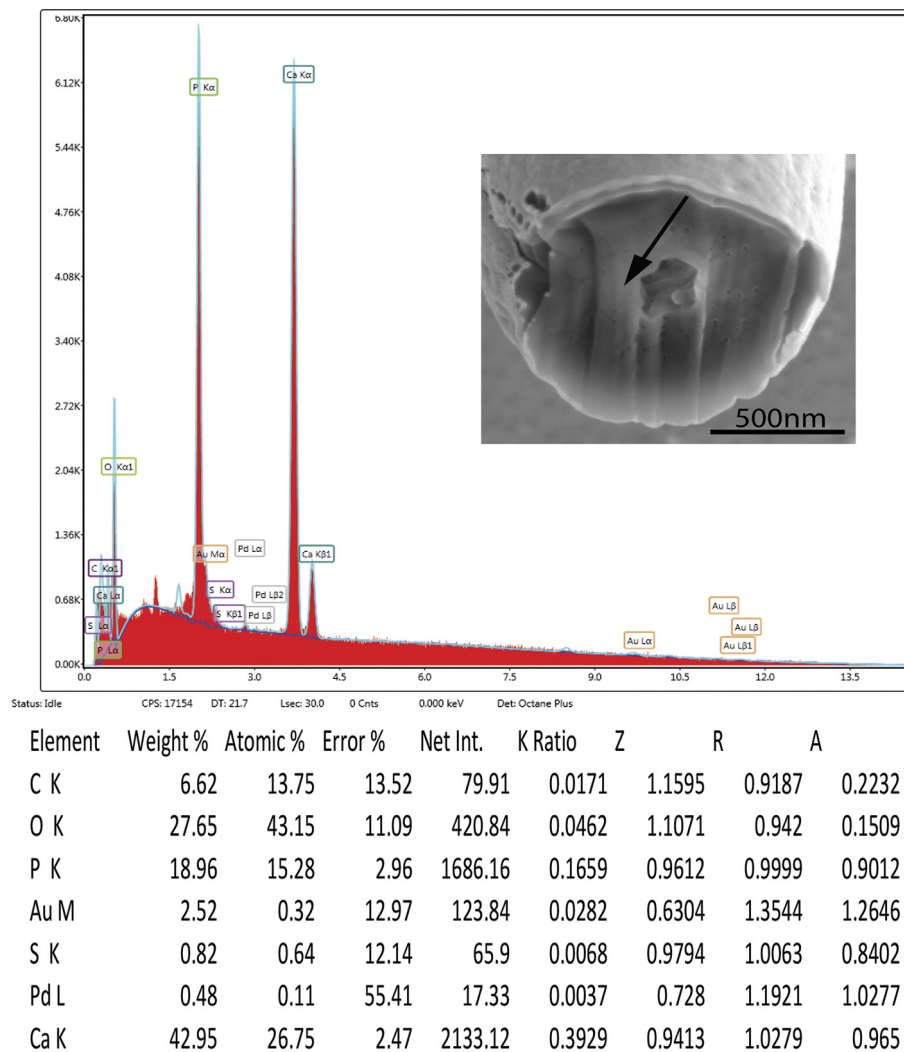 6.80K
6.12K
5.44K
4.76K
4.08K
3.40K
2.72K
2.04K
1.36K
0.68K
0.00K
P Kα
Ca Kα
O Kα1
C Kα1
Ca Lα
S Lα
P Lα
Au Mα
Pd Lα
S Kα
Pd Lβ2
S Kβ1
Pd Lβ
Ca Kβ1
Au Lα
Au Lβ
Au Lβ
Au Lβ1
500nm
0.0 1.5 3.0 4.5 6.0 7.5 9.0 10.5 12.0 13.5
Status: Idle CPS: 17154 DT: 21.7 Lsec: 30.0 0 Cnts 0.000 keV Det: Octane Plus
Element Weight % Atomic % Error % Net Int. K Ratio Z R A
C K 6.62 13.75 13.52 79.91 0.0171 1.1595 0.9187 0.2232
O K 27.65 43.15 11.09 420.84 0.0462 1.1071 0.942 0.1509
P K 18.96 15.28 2.96 1686.16 0.1659 0.9612 0.9999 0.9012
Au M 2.52 0.32 12.97 123.84 0.0282 0.6304 1.3544 1.2646
S K 0.82 0.64 12.14 65.9 0.0068 0.9794 1.0063 0.8402
Pd L 0.48 0.11 55.41 17.33 0.0037 0.728 1.1921 1.0277
Ca K 42.95 26.75 2.47 2133.12 0.3929 0.9413 1.0279 0.965